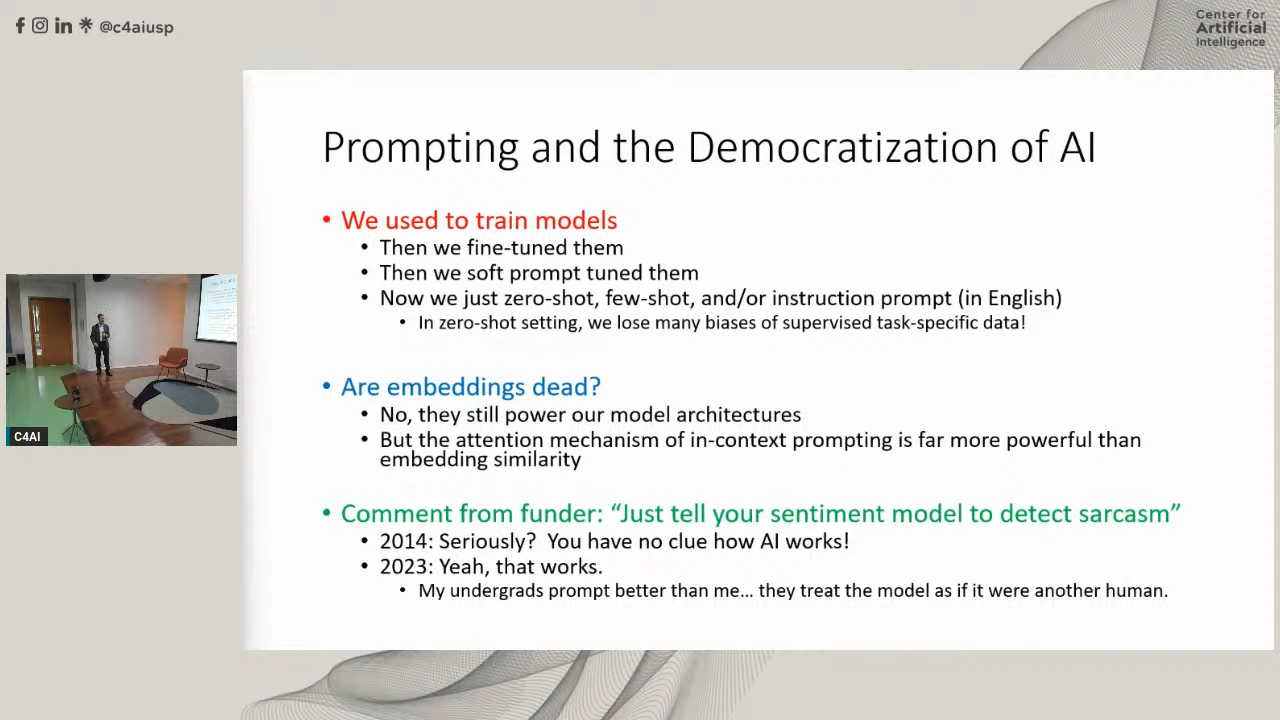 @c4aiusp
Center for
Artificial
Intelligence
Prompting and the Democratization of AI
• We used to train models
• Then we fine-tuned them
• Then we soft prompt tuned them
• Now we just zero-shot, few-shot, and/or instruction prompt (in English)
• In zero-shot setting, we lose many biases of supervised task-specific data!
• Are embeddings dead?
• No, they still power our model architectures
• But the attention mechanism of in-context prompting is far more powerful than
embedding similarity
• Comment from funder: “Just tell your sentiment model to detect sarcasm”
• 2014: Seriously?  You have no clue how AI works!
• 2023: Yeah, that works.
• My undergrads prompt better than me… they treat the model as if it were another human.
C4AI